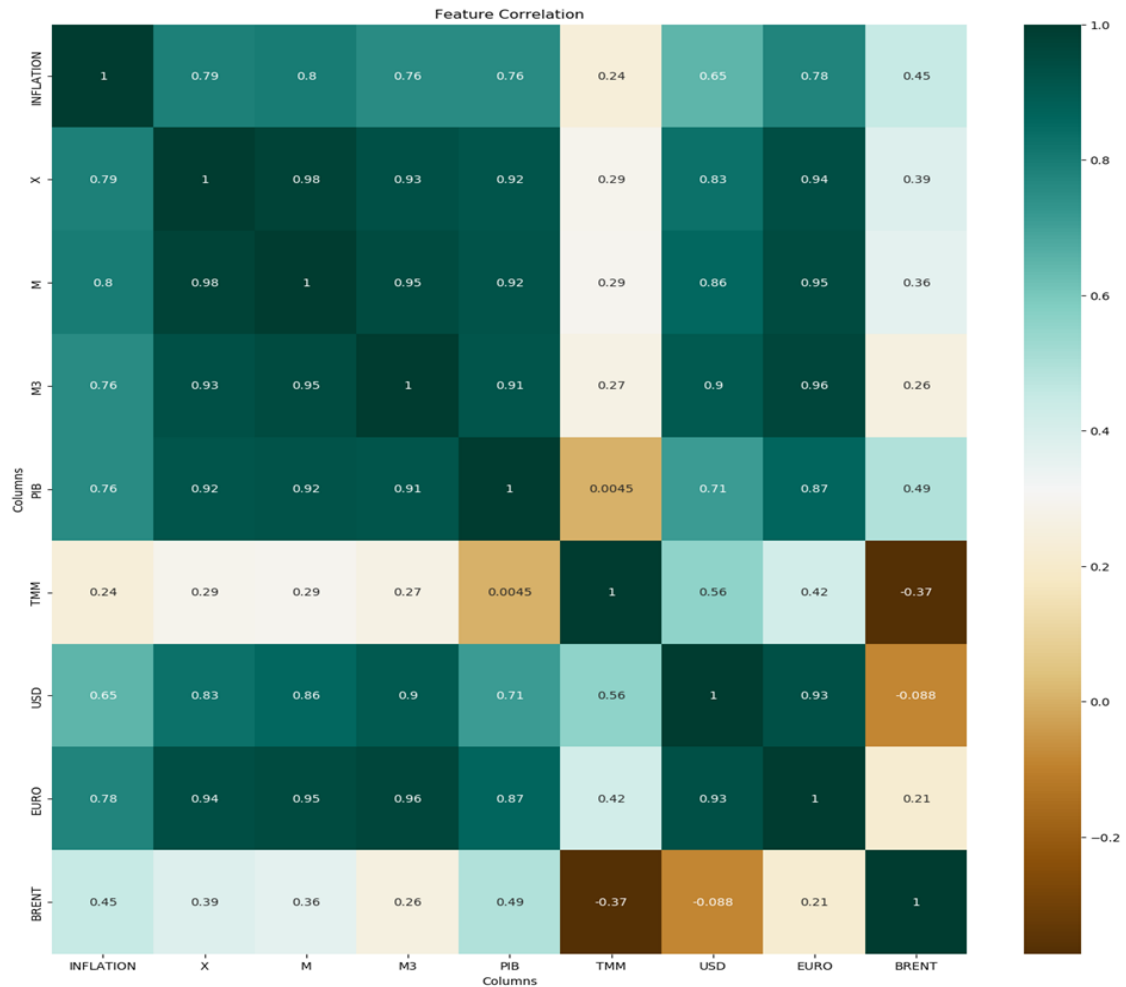 Feature Correlation
INFLATION 1 0.79 0.8 0.76 0.76 0.24 0.65 0.78 0.45
X 0.79 1 0.98 0.93 0.92 0.29 0.83 0.94 0.39
M 0.8 0.98 1 0.95 0.92 0.29 0.86 0.95 0.36
M3 0.76 0.93 0.95 1 0.91 0.27 0.9 0.96 0.26
PIB 0.76 0.92 0.92 0.91 1 0.0045 0.71 0.87 0.49
TMM 0.24 0.29 0.29 0.27 0.0045 1 0.56 0.42 -0.37
USD 0.65 0.83 0.86 0.9 0.71 0.56 1 0.93 -0.088
EURO 0.78 0.94 0.95 0.96 0.87 0.42 0.93 1 0.21
BRENT 0.45 0.39 0.36 0.26 0.49 -0.37 -0.088 0.21 1
Columns
INFLATION X M M3 PIB TMM USD EURO BRENT
Columns
1.0
0.8
0.6
0.4
0.2
0.0
−0.2